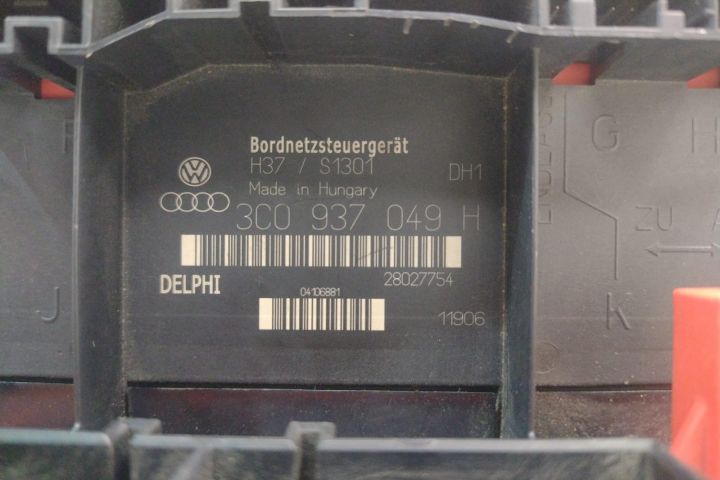 Bordnetzsteuergerät
H37 / S1301 DH1
Made in Hungary
3C0 937 049 H
DELPHI 28027754
04106881
11906
G H
ZU
J
K